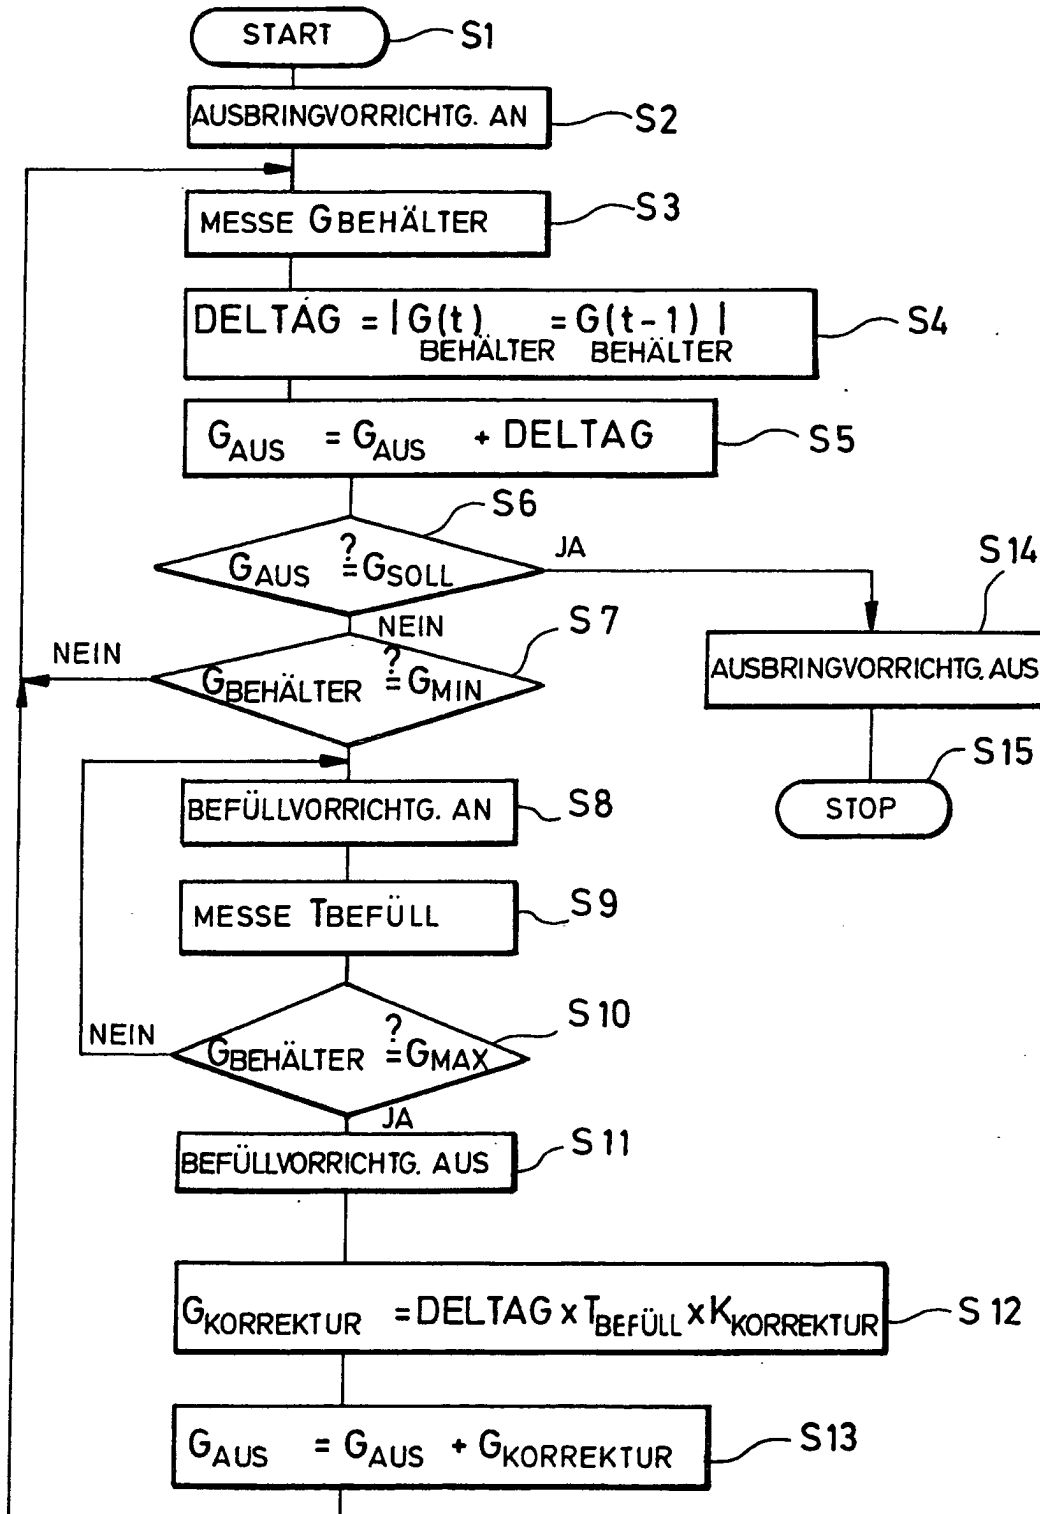 START S1
AUSBRINGVORRICHTG. AN S2
MESSE GBEHÄLTER S3
DELTAG = | G(t) = G(t-1) | S4
BEHÄLTER BEHÄLTER
GAUS = GAUS + DELTAG S5
S6
GAUS ?= GSOLL JA
S14
NEIN S7
NEIN
GBEHÄLTER ?= GMIN
AUSBRINGVORRICHTG. AUS
S15
BEFÜLLVORRICHTG. AN S8
STOP
MESSE TBEFÜLL S9
S10
NEIN
GBEHÄLTER ?= GMAX
JA
BEFÜLLVORRICHTG. AUS S11
GKORREKTUR = DELTAG x TBEFÜLL x KKORREKTUR S12
GAUS = GAUS + GKORREKTUR S13